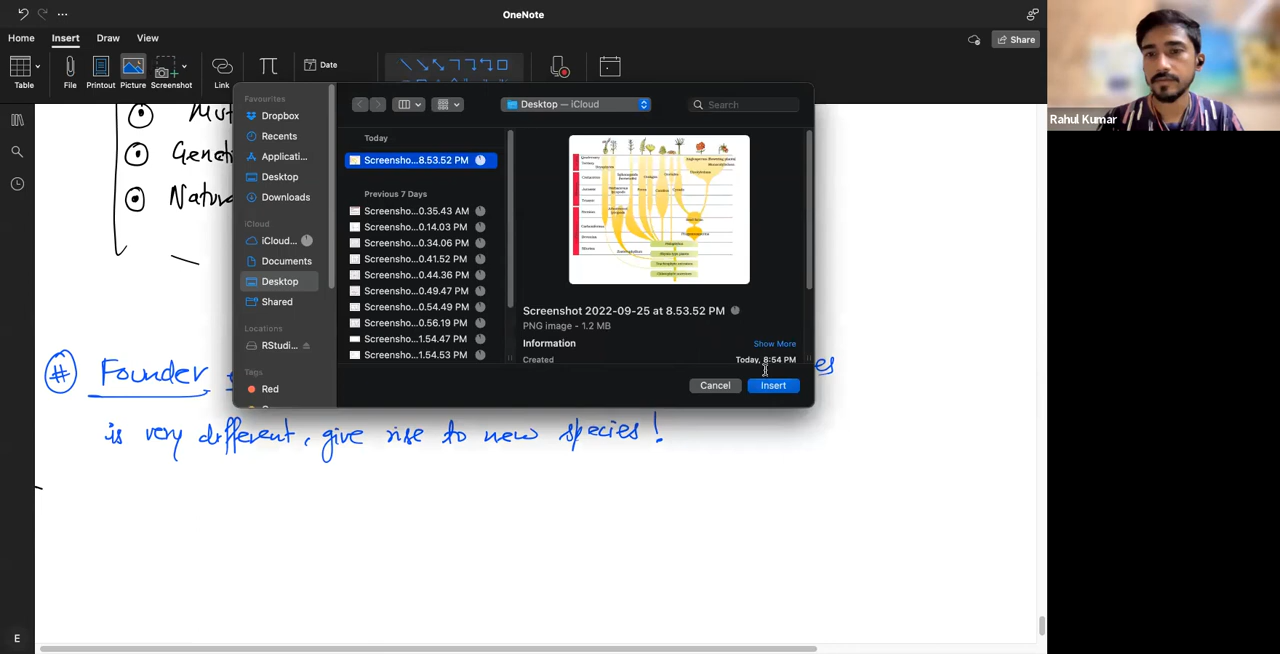 OneNote
Home Insert Draw View
Share
Table File Printout Picture Screenshot Link Date
Rahul Kumar
Favourites
Dropbox
Recents
Applicati...
Desktop
Downloads
iCloud
iCloud...
Documents
Desktop
Shared
Locations
RStudi...
Tags
Red
Desktop — iCloud
Search
Today
Screensho...8.53.52 PM
Previous 7 Days
Screensho...0.35.43 AM
Screensho...0.14.03 PM
Screensho...0.34.06 PM
Screensho...0.41.52 PM
Screensho...0.44.36 PM
Screensho...0.49.47 PM
Screensho...0.54.49 PM
Screensho...0.56.19 PM
Screensho...1.54.47 PM
Screensho...1.54.53 PM
Screenshot 2022-09-25 at 8.53.52 PM
PNG image - 1.2 MB
Information Show More
Created Today, 8:54 PM
Cancel Insert
# Founder
is very different, give rise to new species!
E